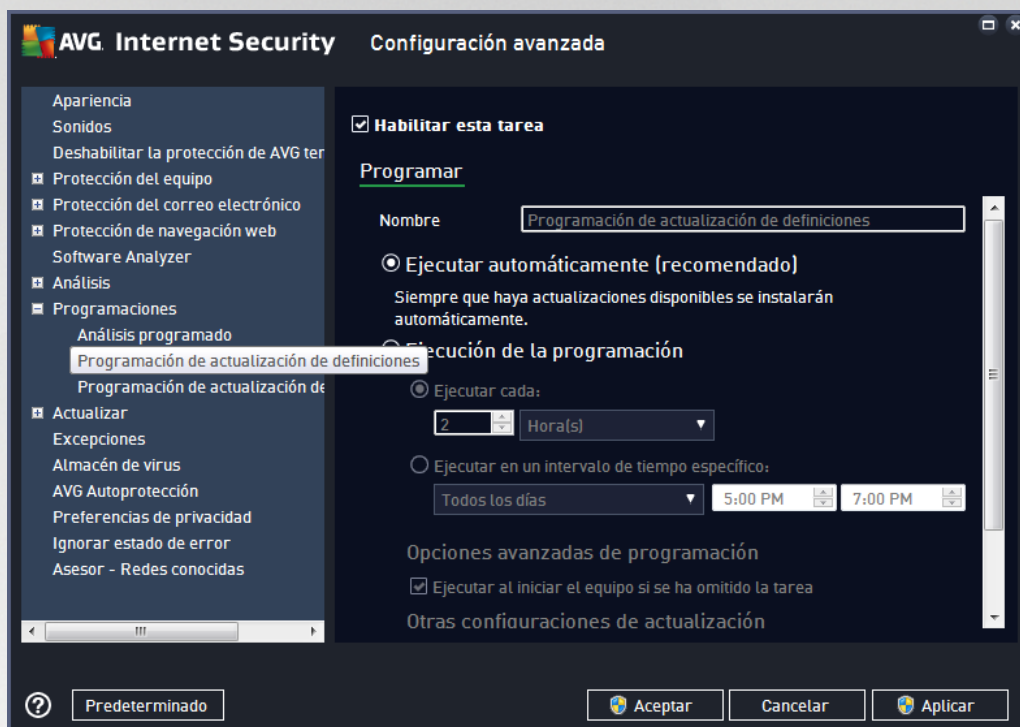 AVG Internet Security Configuración avanzada
Apariencia
Sonidos
Deshabilitar la protección de AVG ter
Protección del equipo
Protección del correo electrónico
Protección de navegación web
Software Analyzer
Análisis
Programaciones
Análisis programado
Programación de actualización de definiciones
Programación de actualización de
Actualizar
Excepciones
Almacén de virus
AVG Autoprotección
Preferencias de privacidad
Ignorar estado de error
Asesor - Redes conocidas
Habilitar esta tarea
Programar
Nombre Programación de actualización de definiciones
Ejecutar automáticamente (recomendado)
Siempre que haya actualizaciones disponibles se instalarán
automáticamente.
Ejecución de la programación
Ejecutar cada:
2 Hora(s)
Ejecutar en un intervalo de tiempo específico:
Todos los días 5:00 PM 7:00 PM
Opciones avanzadas de programación
Ejecutar al iniciar el equipo si se ha omitido la tarea
Otras configuraciones de actualización
Predeterminado Aceptar Cancelar Aplicar